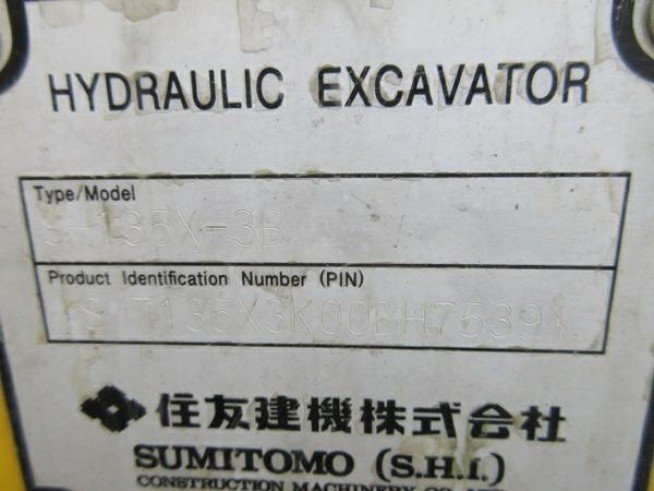 HYDRAULIC EXCAVATOR
Type/Model
Product Identification Number (PIN)
住友建機株式会社
SUMITOMO (S.H.I.)
CONSTRUCTION MACHINERY CO.